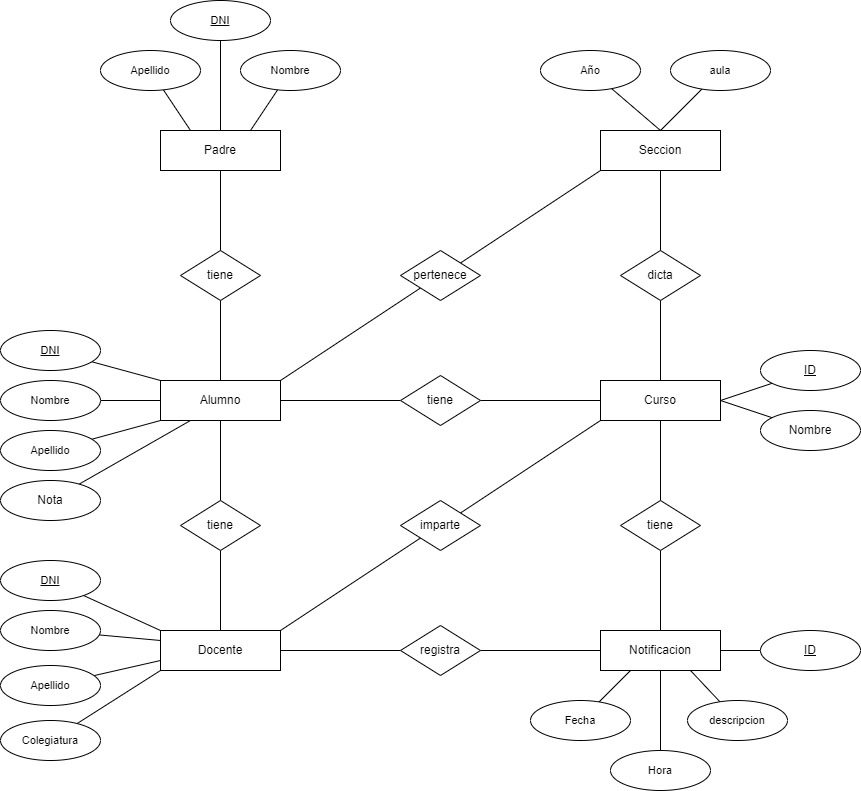 DNI
Apellido
Nombre
Año
aula
Padre
Seccion
tiene
pertenece
dicta
DNI
Nombre
Apellido
Nota
Alumno
tiene
Curso
ID
Nombre
tiene
imparte
tiene
DNI
Nombre
Apellido
Colegiatura
Docente
registra
Notificacion
ID
Fecha
descripcion
Hora